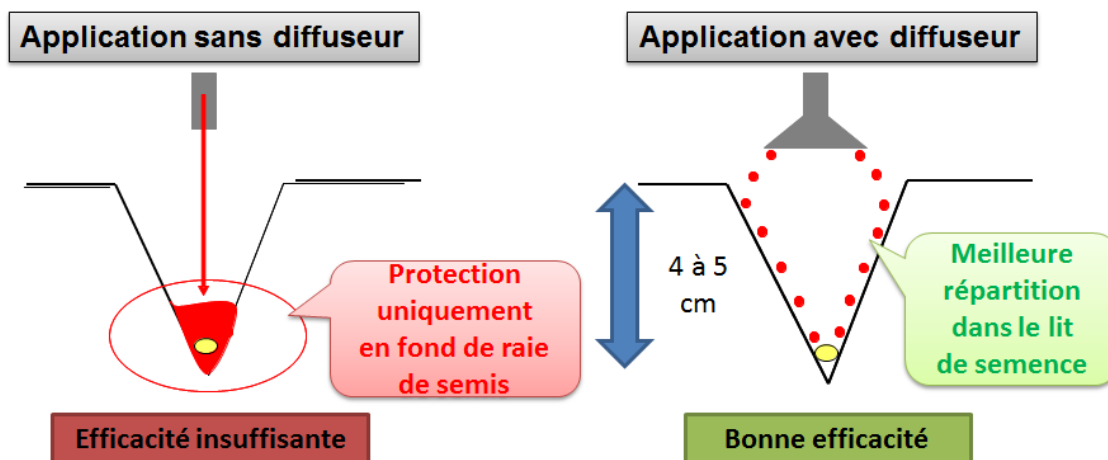 Application sans diffuseur
Application avec diffuseur
Protection
uniquement
en fond de raie
de semis
4 à 5
cm
Meilleure
répartition
dans le lit
de semence
Efficacité insuffisante
Bonne efficacité